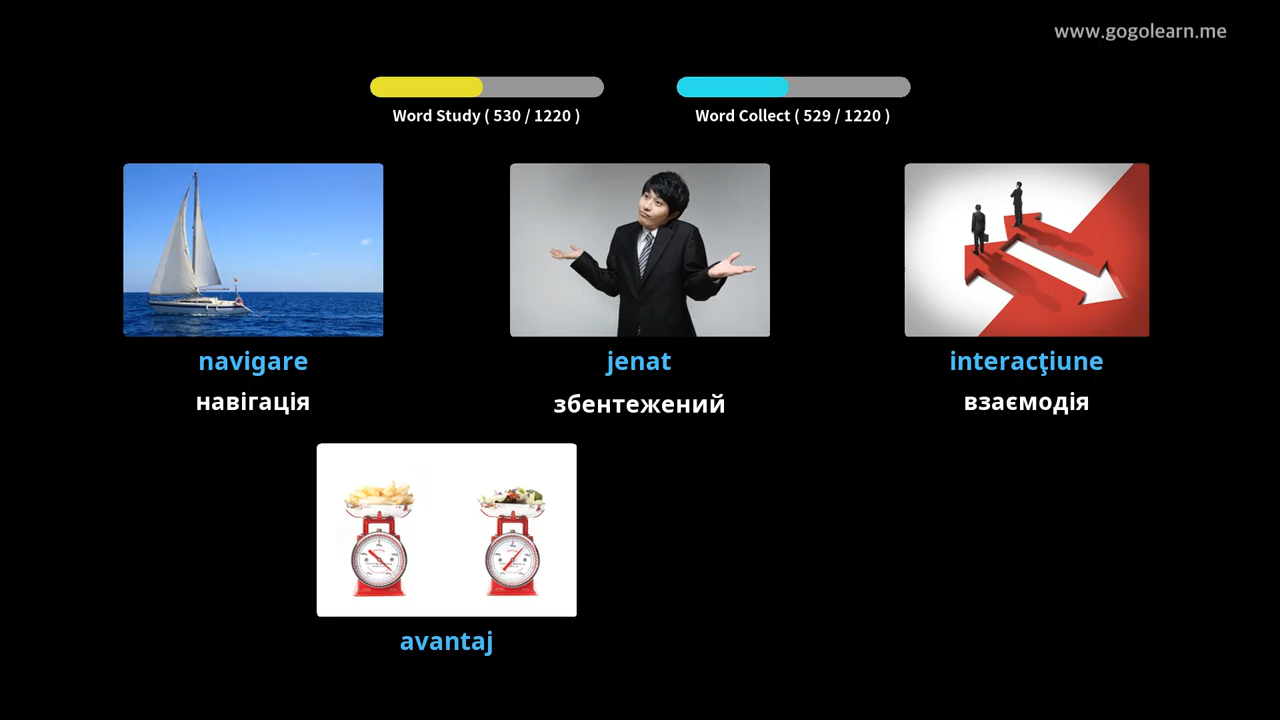 www.gogolearn.me
Word Study ( 530 / 1220 )
Word Collect ( 529 / 1220 )
navigare
jenat
interacţiune
навігація
збентежений
взаємодія
avantaj